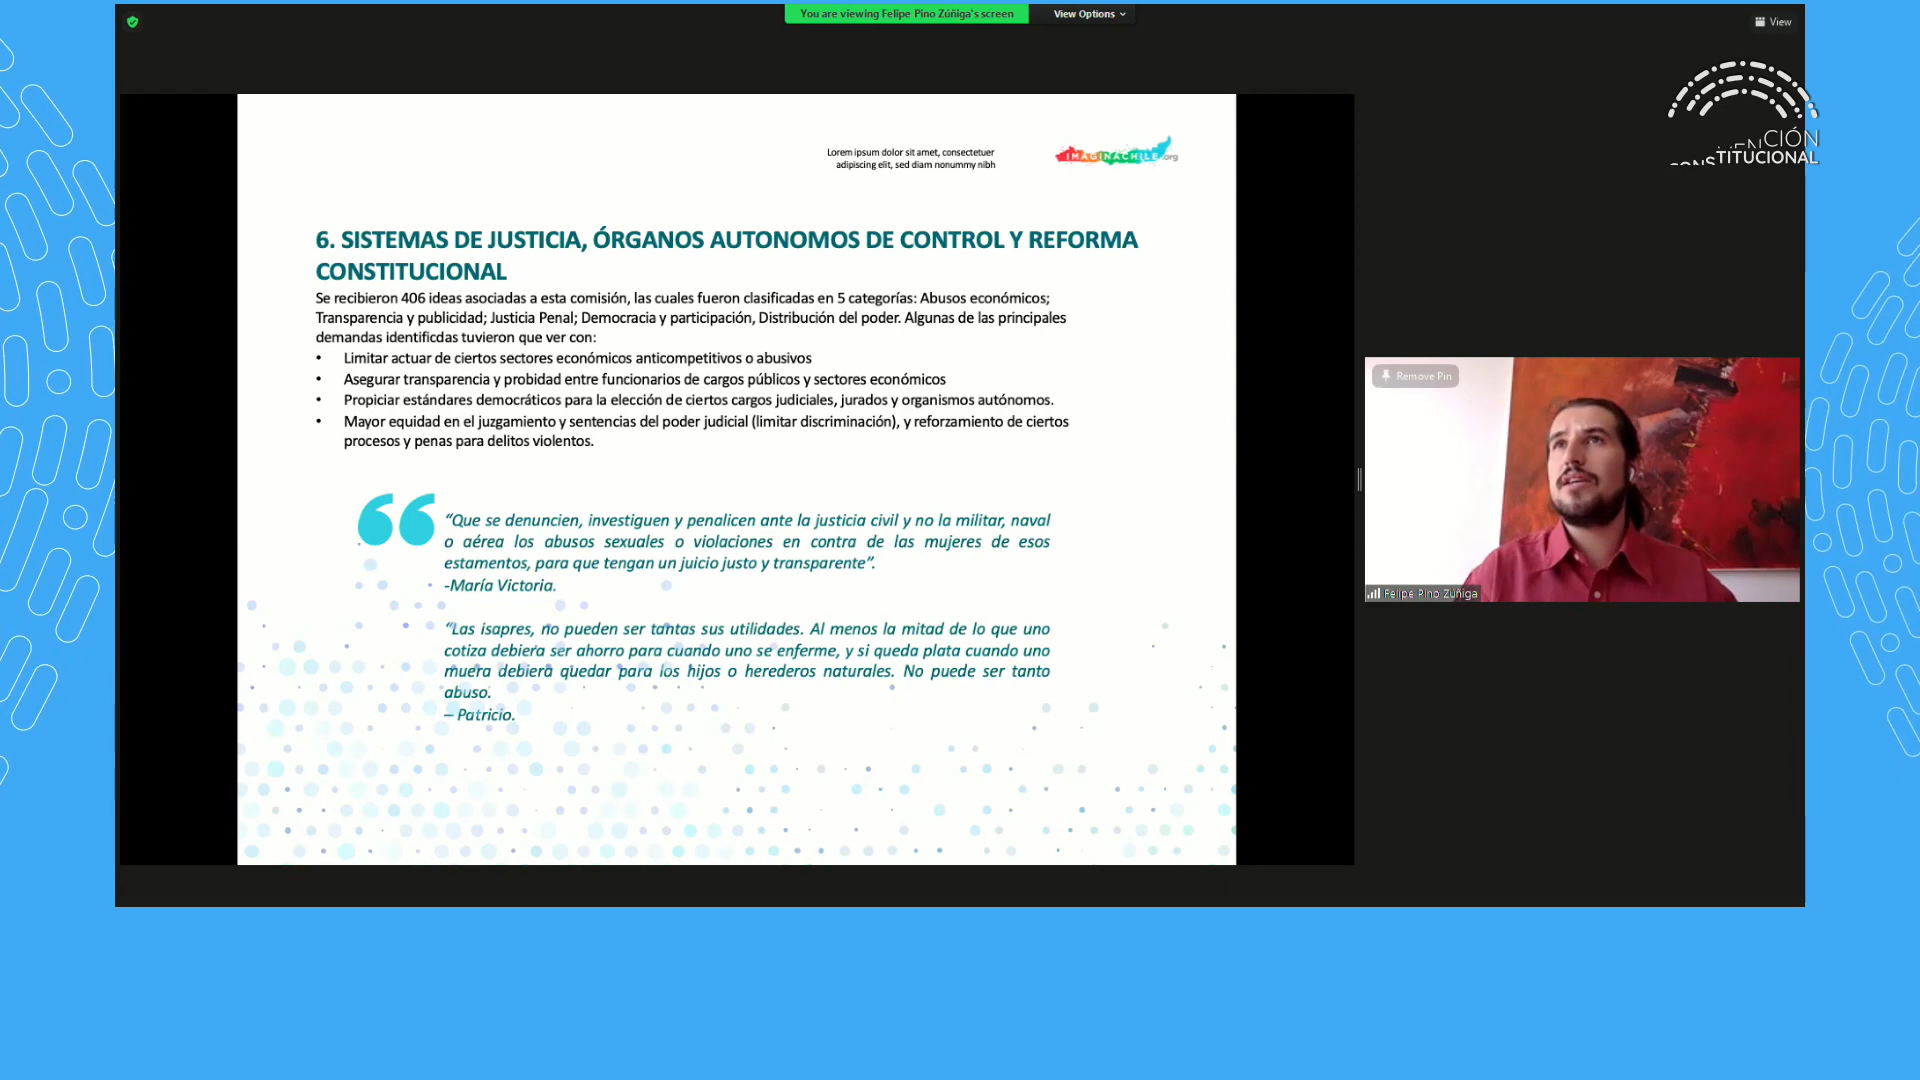 You are viewing Felipe Pino Zúñiga's screen
View Options
View
CONSTITUCIONAL
Lorem ipsum dolor sit amet, consectetuer
adipiscing elit, sed diam nonummy nibh
IMAGINACHILE.org
6. SISTEMAS DE JUSTICIA, ÓRGANOS AUTONOMOS DE CONTROL Y REFORMA
CONSTITUCIONAL
Se recibieron 406 ideas asociadas a esta comisión, las cuales fueron clasificadas en 5 categorías: Abusos económicos;
Transparencia y publicidad; Justicia Penal; Democracia y participación, Distribución del poder. Algunas de las principales
demandas identificdas tuvieron que ver con:
• Limitar actuar de ciertos sectores económicos anticompetitivos o abusivos
• Asegurar transparencia y probidad entre funcionarios de cargos públicos y sectores económicos
• Propiciar estándares democráticos para la elección de ciertos cargos judiciales, jurados y organismos autónomos.
• Mayor equidad en el juzgamiento y sentencias del poder judicial (limitar discriminación), y reforzamiento de ciertos
procesos y penas para delitos violentos.
“Que se denuncien, investiguen y penalicen ante la justicia civil y no la militar, naval
o aérea los abusos sexuales o violaciones en contra de las mujeres de esos
estamentos, para que tengan un juicio justo y transparente”.
-María Victoria.
“Las isapres, no pueden ser tantas sus utilidades. Al menos la mitad de lo que uno
cotiza debiera ser ahorro para cuando uno se enferme, y si queda plata cuando uno
muera debiera quedar para los hijos o herederos naturales. No puede ser tanto
abuso.
– Patricio.
Remove Pin
Felipe Pino Zúñiga